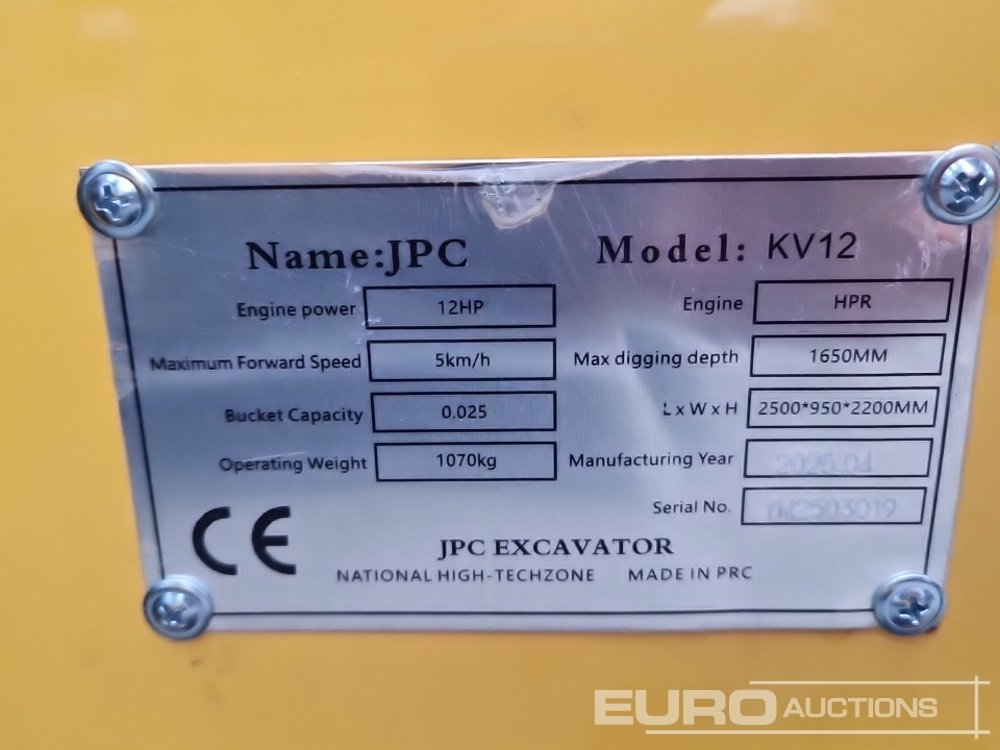 Name:JPC Model: KV12
Engine power 12HP Engine HPR
Maximum Forward Speed 5km/h Max digging depth 1650MM
Bucket Capacity 0.025 L x W x H 2500*950*2200MM
Operating Weight 1070kg Manufacturing Year 2025.04
Serial No. YW2503019
CE
JPC EXCAVATOR
NATIONAL HIGH-TECHZONE MADE IN PRC
EURO AUCTIONS